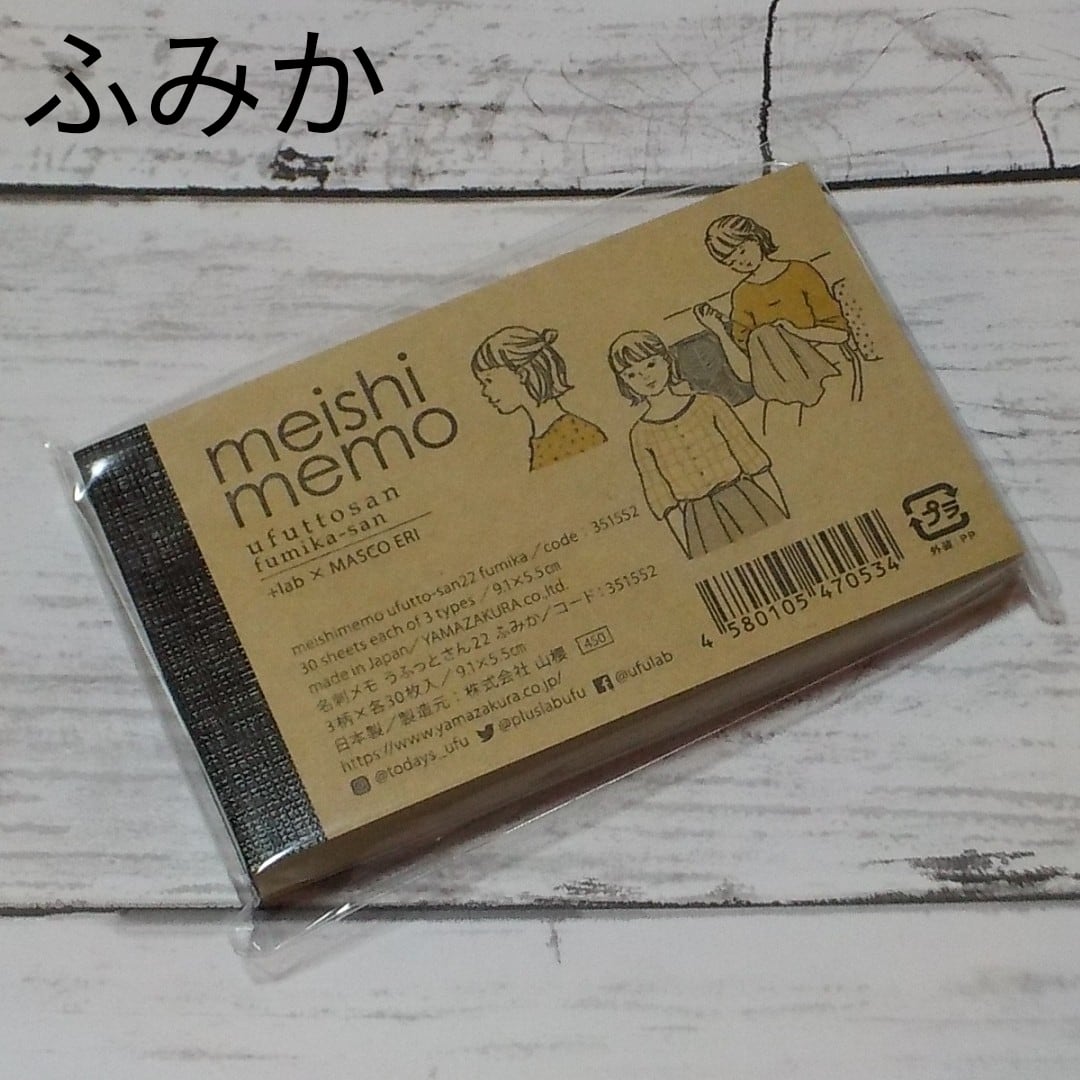 ふみか
meishi
memo
ufuttosan
fumika-san
+lab × MASCO ERI
meishimemo ufutto-san22 fumika／code : 351552
30 sheets each of 3 types ／9.1×5.5㎝
made in Japan／YAMAZAKURA co.,ltd.
名刺メモ うふっとさん22 ふみか／コード : 351552
3柄×各30枚入／9.1×5.5㎝
日本製／製造元 : 株式会社 山櫻 450
https://www.yamazakura.co.jp/
@todays_ufu @pluslabufu @ufulab
4 580105 470534
プラ
外装 : PP